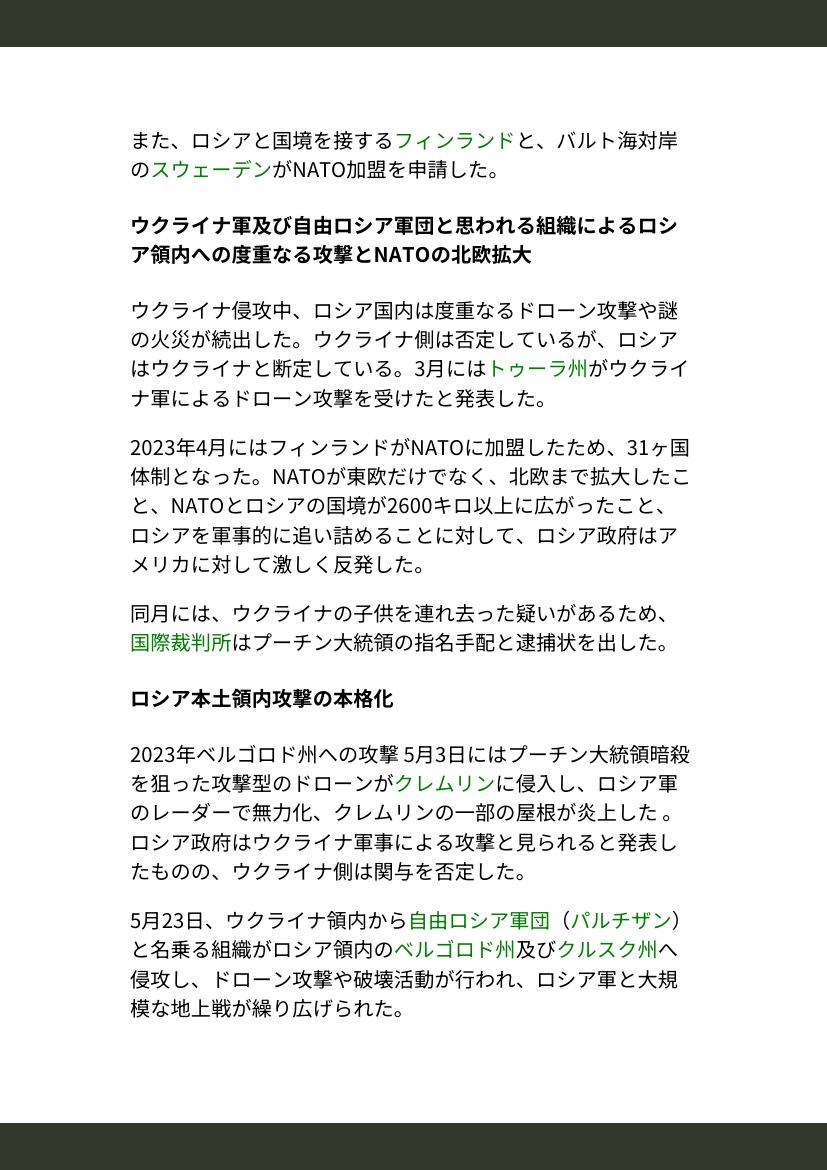 また、ロシアと国境を接するフィンランドと、バルト海対岸
のスウェーデンがNATO加盟を申請した。
ウクライナ軍及び自由ロシア軍団と思われる組織によるロシ
ア領内への度重なる攻撃とNATOの北欧拡大
ウクライナ侵攻中、ロシア国内は度重なるドローン攻撃や謎
の火災が続出した。ウクライナ側は否定しているが、ロシア
はウクライナと断定している。3月にはトゥーラ州がウクライ
ナ軍によるドローン攻撃を受けたと発表した。
2023年4月にはフィンランドがNATOに加盟したため、31ヶ国
体制となった。NATOが東欧だけでなく、北欧まで拡大したこ
と、NATOとロシアの国境が2600キロ以上に広がったこと、
ロシアを軍事的に追い詰めることに対して、ロシア政府はア
メリカに対して激しく反発した。
同月には、ウクライナの子供を連れ去った疑いがあるため、
国際裁判所はプーチン大統領の指名手配と逮捕状を出した。
ロシア本土領内攻撃の本格化
2023年ベルゴロド州への攻撃 5月3日にはプーチン大統領暗殺
を狙った攻撃型のドローンがクレムリンに侵入し、ロシア軍
のレーダーで無力化、クレムリンの一部の屋根が炎上した 。
ロシア政府はウクライナ軍事による攻撃と見られると発表し
たものの、ウクライナ側は関与を否定した。
5月23日、ウクライナ領内から自由ロシア軍団（パルチザン）
と名乗る組織がロシア領内のベルゴロド州及びクルスク州へ
侵攻し、ドローン攻撃や破壊活動が行われ、ロシア軍と大規
模な地上戦が繰り広げられた。